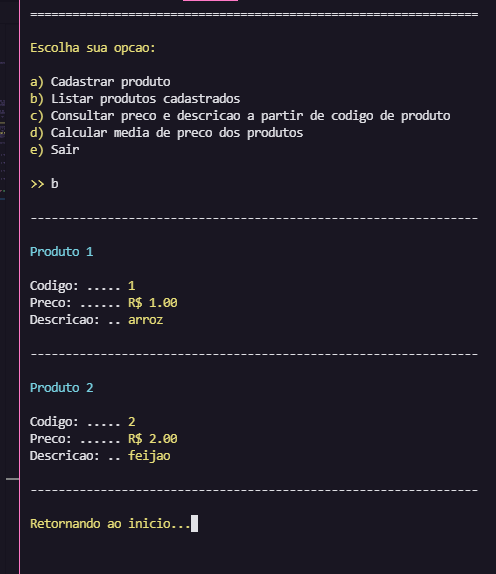 ================================================================
Escolha sua opcao:
a) Cadastrar produto
b) Listar produtos cadastrados
c) Consultar preco e descricao a partir de codigo de produto
d) Calcular media de preco dos produtos
e) Sair
>> b
----------------------------------------------------------------
Produto 1
Codigo: ..... 1
Preco: ...... R$ 1.00
Descricao: .. arroz
----------------------------------------------------------------
Produto 2
Codigo: ..... 2
Preco: ...... R$ 2.00
Descricao: .. feijao
----------------------------------------------------------------
Retornando ao inicio...